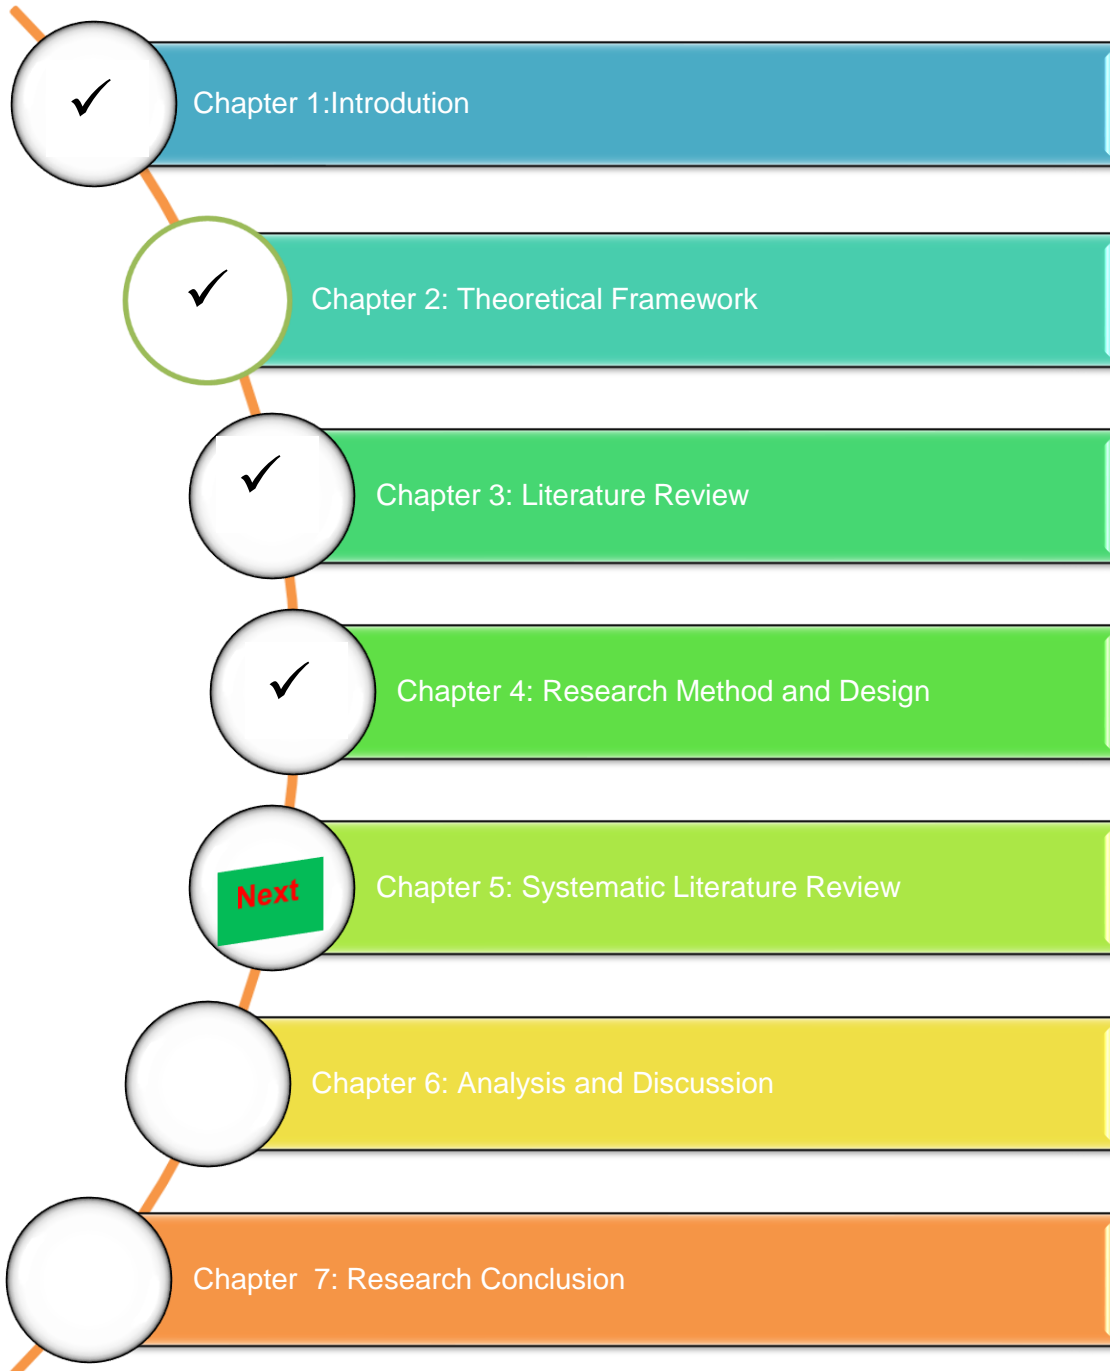 Chapter 1:Introdution
Chapter 2: Theoretical Framework
Chapter 3: Literature Review
Chapter 4: Research Method and Design
Next
Chapter 5: Systematic Literature Review
Chapter 6: Analysis and Discussion
Chapter  7: Research Conclusion